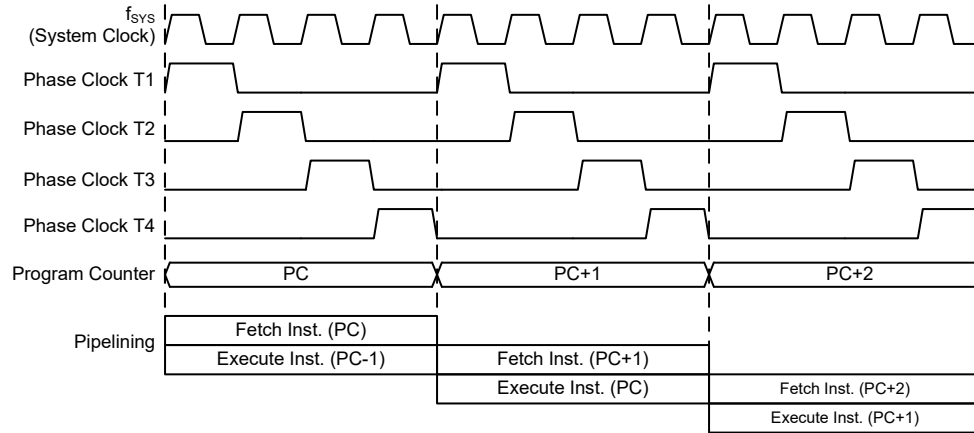 fSYS
(System Clock)
Phase Clock T1
Phase Clock T2
Phase Clock T3
Phase Clock T4
Program Counter PC PC+1 PC+2
Pipelining
Fetch Inst. (PC)
Execute Inst. (PC-1) Fetch Inst. (PC+1)
Execute Inst. (PC) Fetch Inst. (PC+2)
Execute Inst. (PC+1)